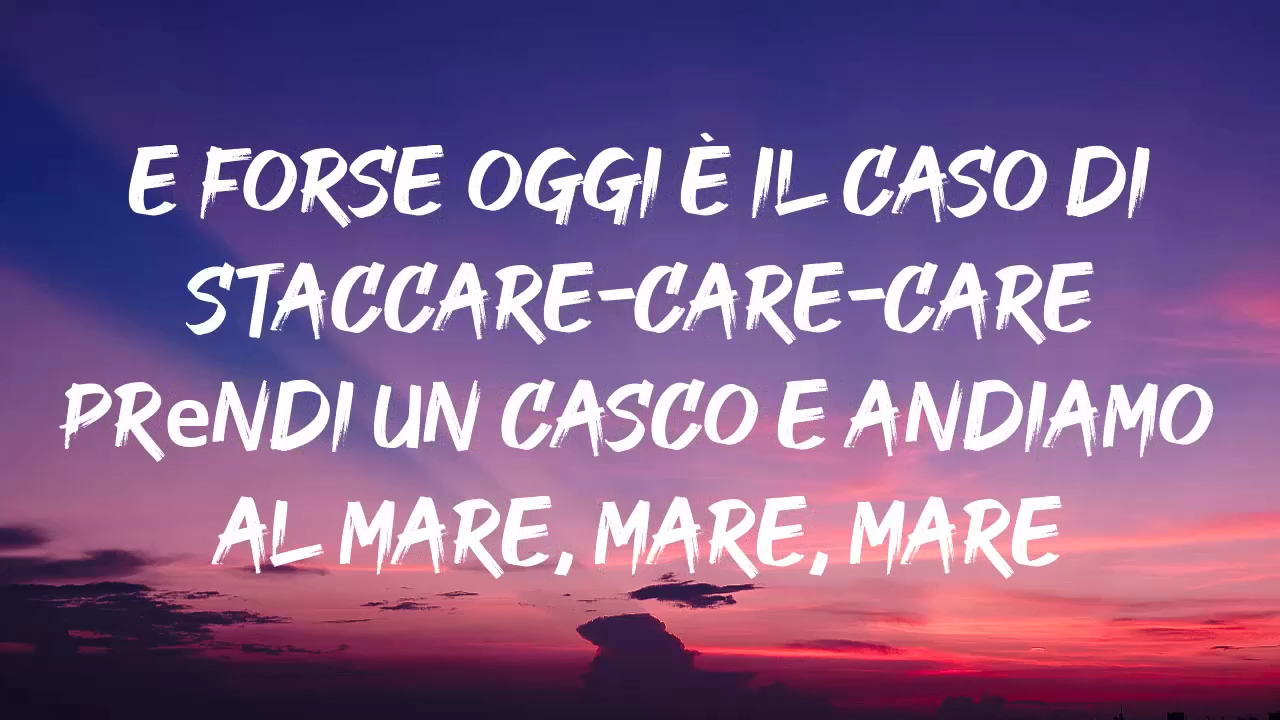 E FORSE OGGI È IL CASO DI
STACCARE-CARE-CARE
PReNDI UN CASCO E ANDIAMO
AL MARE, MARE, MARE